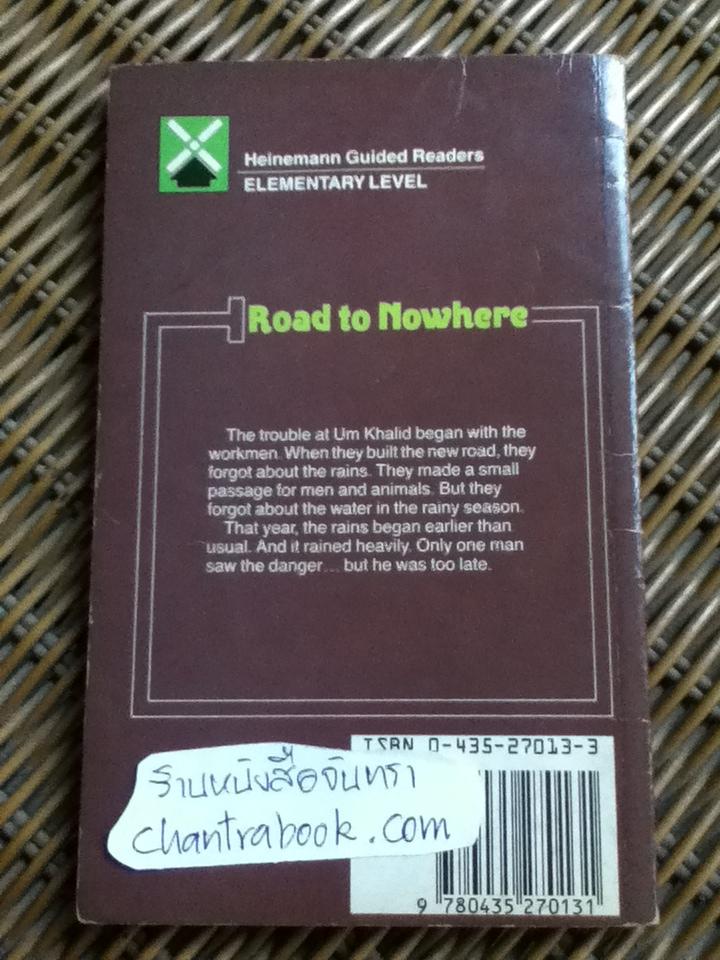 Heinemann Guided Readers
ELEMENTARY LEVEL
Road to Nowhere
The trouble at Um Khalid began with the
workmen. When they built the new road, they
forgot about the rains. They made a small
passage for men and animals. But they
forgot about the water in the rainy season.
That year, the rains began earlier than
usual. And it rained heavily. Only one man
saw the danger... but he was too late.
ISBN 0-435-27013-3
ร้านหนังสือจันทรา
chantrabook.com
9 780435 270131